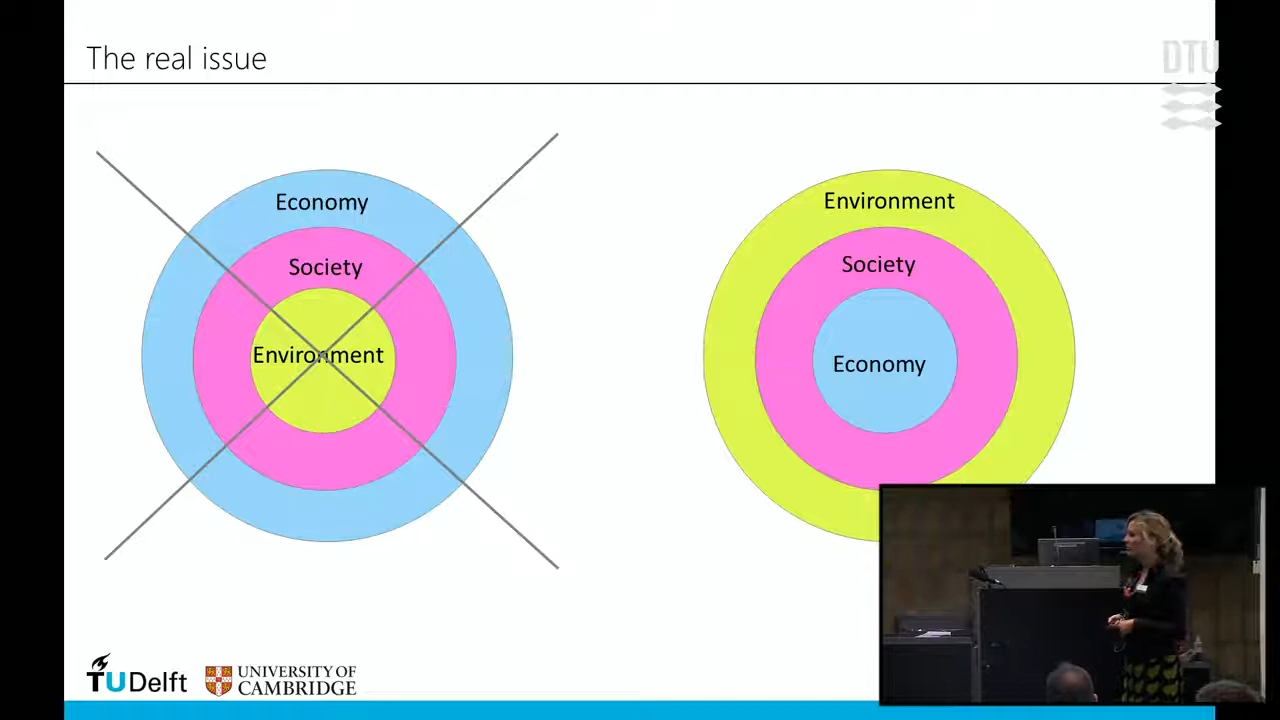 The real issue
DTU
Economy
Society
Environment
Environment
Society
Economy
TUDelft
UNIVERSITY OF
CAMBRIDGE